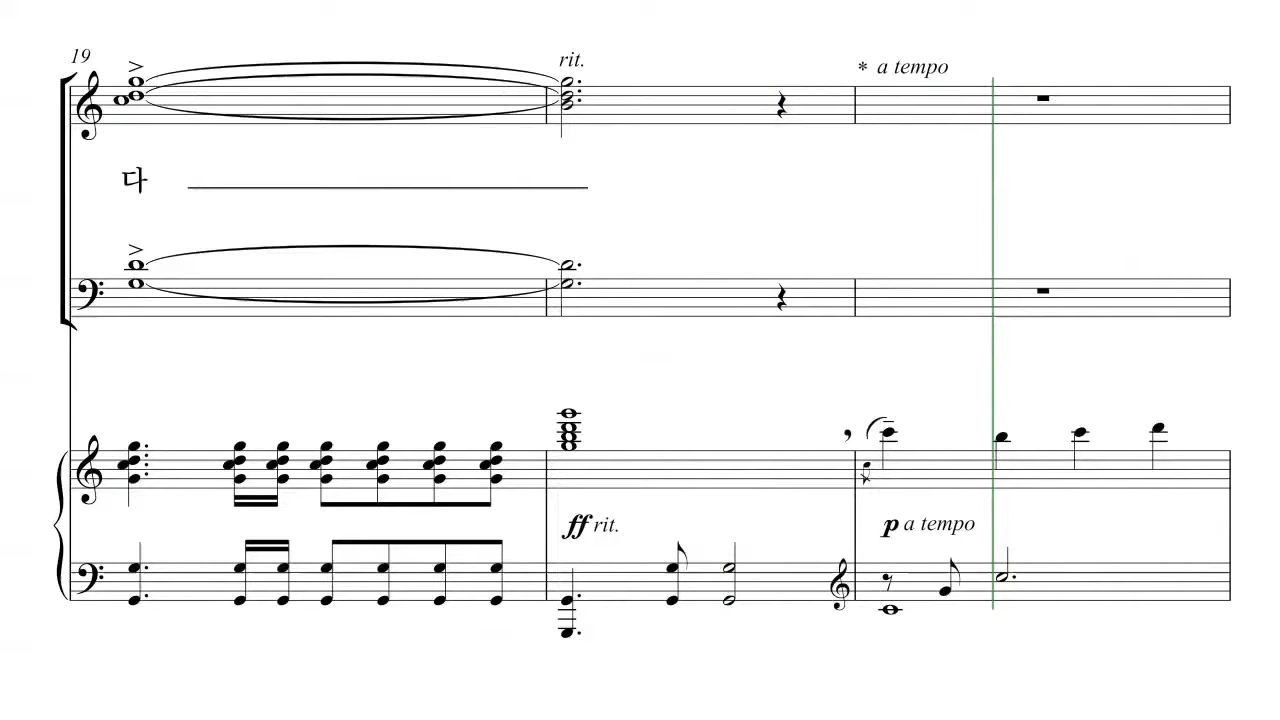 19
rit.
* a tempo
다
ff rit.
p a tempo